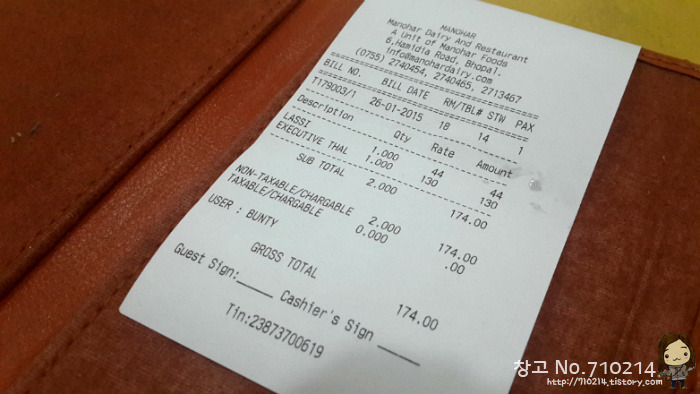 MANOHAR
Manohar Dairy And Restaurant
A Unit of Manohar Foods
6,Hamidia Road, Bhopal.
info@manohardairy.com
(0755) 2740454, 2740465, 2713467
BILL NO. BILL DATE RM/TBL# STW PAX
T179003/1 26-01-2015 18 14 1
Description Qty Rate Amount
LASSI 1.000 44 44
EXECUTIVE THAL 1.000 130 130
SUB TOTAL 2.000 174.00
NON-TAXABLE/CHARGABLE 2.000 174.00
TAXABLE/CHARGABLE 0.000 .00
USER : BUNTY
GROSS TOTAL 174.00
Guest Sign:_____ Cashier's Sign _____
Tin:23873700619
창고 No.710214
http://710214.tistory.com